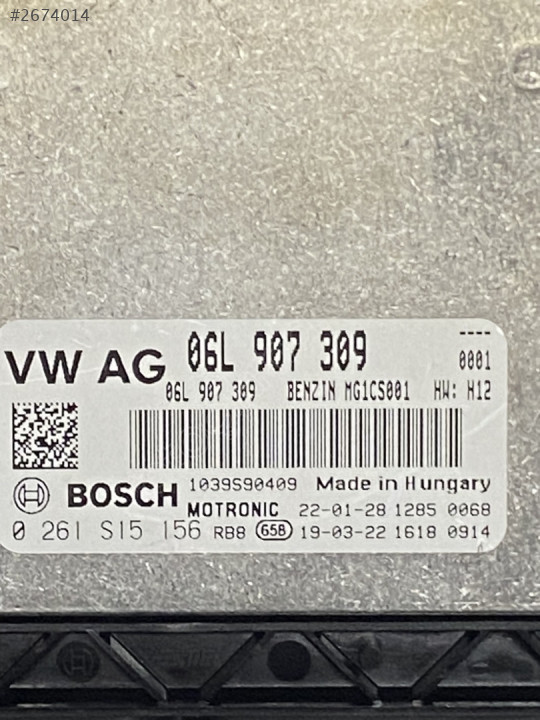 #2674014
VW AG 06L 907 309 ----
0001
06L 907 309 BENZIN MG1CS001 HW: H12
BOSCH 1039S90409 Made in Hungary
MOTRONIC 22-01-28 1285 0068
0 261 S15 156 RB8 658 19-03-22 1618 0914